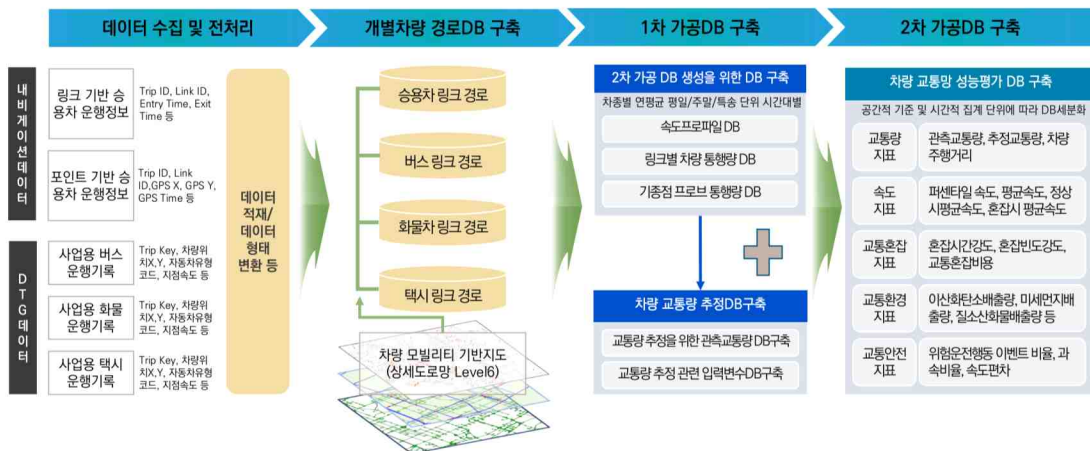 데이터 수집 및 전처리
개별차량 경로DB 구축
1차 가공DB 구축
2차 가공DB 구축
내비게이션데이터
링크 기반 승
용차 운행정보
Trip ID, Link ID,
Entry Time, Exit
Time 등
포인트 기반 승
용차 운행정보
Trip ID, Link
ID,GPS X, GPS Y,
GPS Time 등
DTG데이터
사업용 버스
운행기록
Trip Key, 차량위
치X,Y, 자동차유형
코드, 지점속도 등
사업용 화물
운행기록
Trip Key, 차량위
치X,Y, 자동차유형
코드, 지점속도 등
사업용 택시
운행기록
Trip Key, 차량위
치X,Y, 자동차유형
코드, 지점속도 등
데이터
적재/
데이터
형태
변환 등
승용차 링크 경로
버스 링크 경로
화물차 링크 경로
택시 링크 경로
차량 모빌리티 기반지도
(상세도로망 Level6)
2차 가공 DB 생성을 위한 DB 구축
차종별 연평균 평일/주말/특송 단위 시간대별
속도프로파일 DB
링크별 차량 통행량 DB
기종점 프로브 통행량 DB
차량 교통량 추정DB구축
교통량 추정을 위한 관측교통량 DB구축
교통량 추정 관련 입력변수DB구축
차량 교통망 성능평가 DB 구축
공간적 기준 및 시간적 집계 단위에 따라 DB세분화
교통량
지표
관측교통량, 추정교통량, 차량
주행거리
속도
지표
퍼센타일 속도, 평균속도, 정상
시평균속도, 혼잡시 평균속도
교통혼잡
지표
혼잡시간강도, 혼잡빈도강도,
교통혼잡비용
교통환경
지표
이산화탄소배출량, 미세먼지배
출량, 질소산화물배출량 등
교통안전
지표
위험운전행동 이벤트 비율, 과
속비율, 속도편차